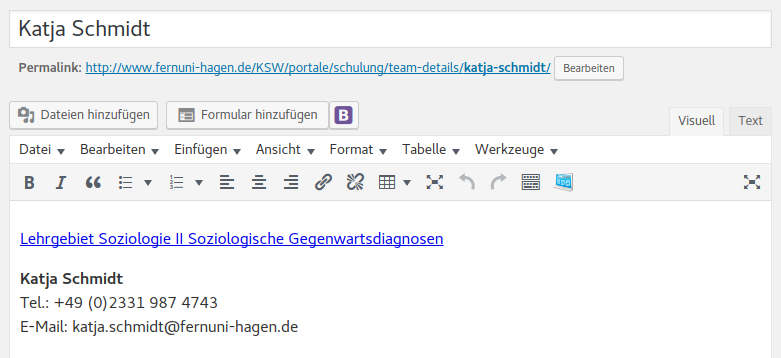 Katja Schmidt
Permalink: http://www.fernuni-hagen.de/KSW/portale/schulung/team-details/katja-schmidt/ Bearbeiten
Dateien hinzufügen Formular hinzufügen B Visuell Text
Datei Bearbeiten Einfügen Ansicht Format Tabelle Werkzeuge
B I
Lehrgebiet Soziologie II Soziologische Gegenwartsdiagnosen
Katja Schmidt
Tel.: +49 (0)2331 987 4743
E-Mail: katja.schmidt@fernuni-hagen.de